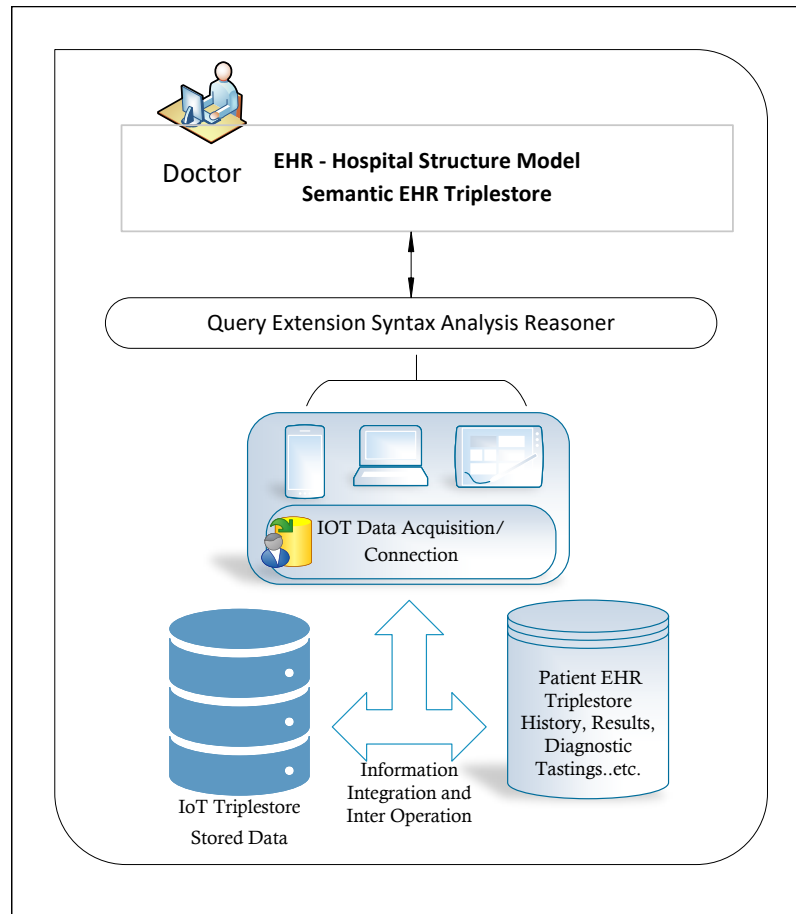 Doctor
EHR - Hospital Structure Model
Semantic EHR Triplestore
Query Extension Syntax Analysis Reasoner
IOT Data Acquisition/
Connection
Patient EHR
Triplestore
History, Results,
Diagnostic
Tastings..etc.
Information
Integration and
Inter Operation
IoT Triplestore
Stored Data